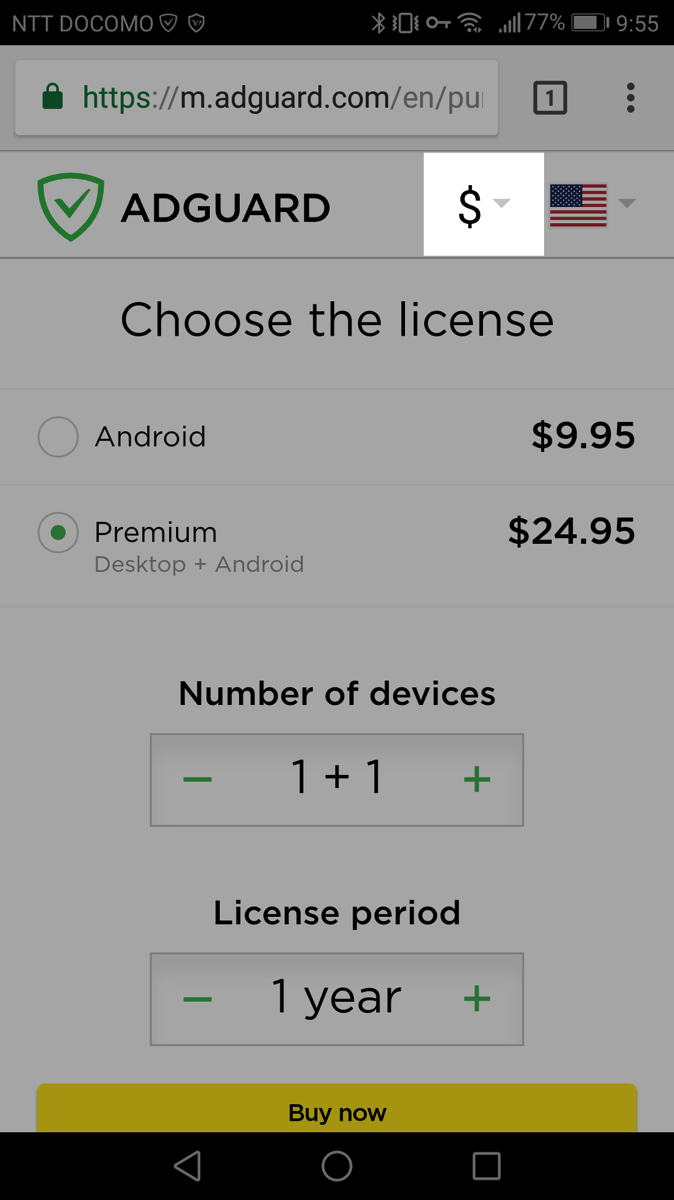 NTT DOCOMO 77% 9:55
https://m.adguard.com/en/pu
1
ADGUARD $
Choose the license
Android $9.95
Premium $24.95
Desktop + Android
Number of devices
− 1 + 1 +
License period
− 1 year +
Buy now